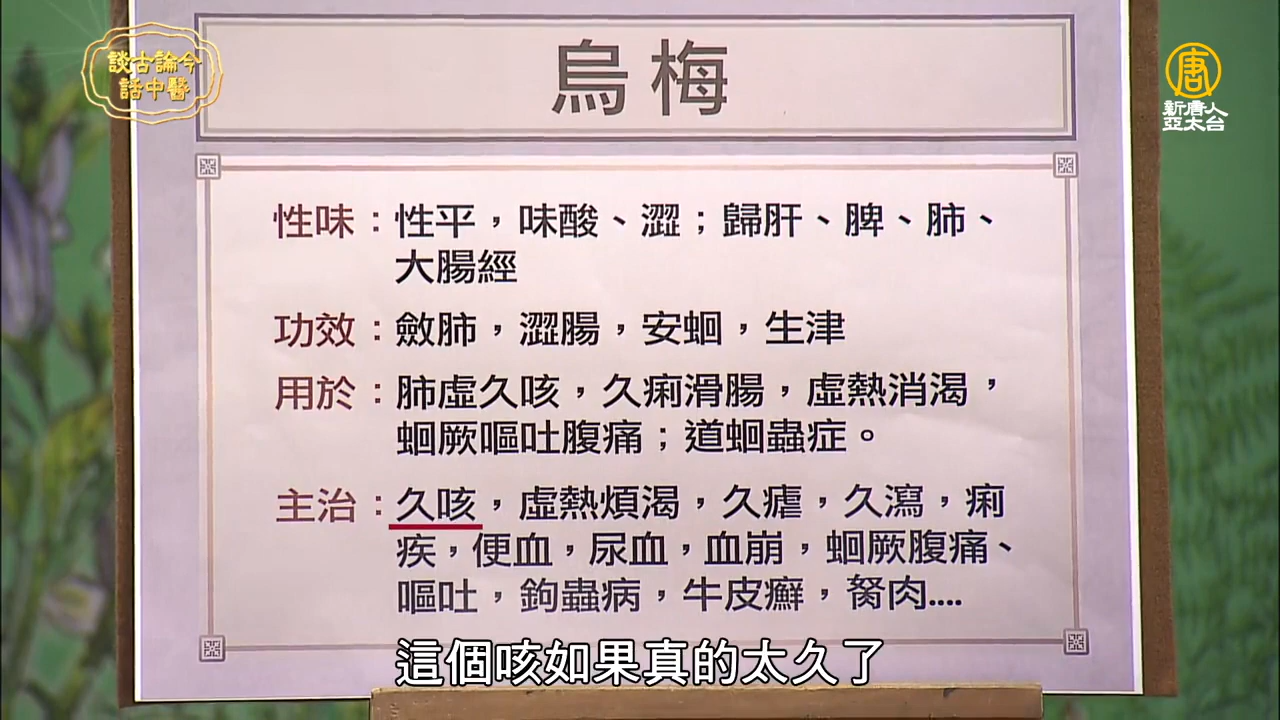 談古論今
話中醫
新唐人
亞太台
烏梅
性味：性平，味酸、澀；歸肝、脾、肺、
大腸經
功效：斂肺，澀腸，安蛔，生津
用於：肺虛久咳，久痢滑腸，虛熱消渴，
蛔厥嘔吐腹痛；道蛔蟲症。
主治：久咳，虛熱煩渴，久瘧，久瀉，痢
疾，便血，尿血，血崩，蛔厥腹痛、
嘔吐，鉤蟲病，牛皮癬，胬肉....
這個咳如果真的太久了